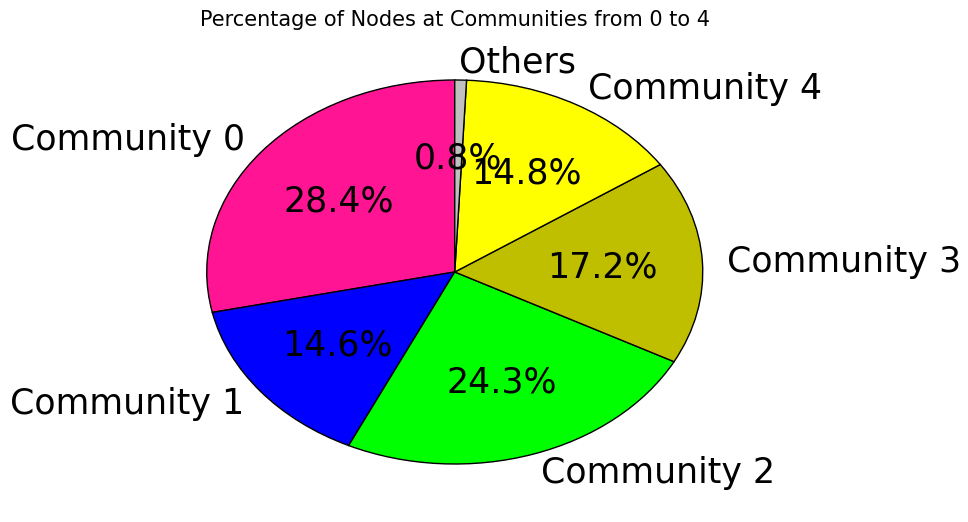 Percentage of Nodes at Communities from 0 to 4
Others
Community 4
Community 0
0.8%
14.8%
28.4%
Community 3
17.2%
14.6%
24.3%
Community 1
Community 2